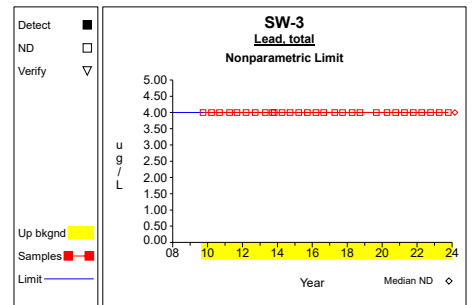 Detect
ND
Verify
Up bkgnd
Samples
Limit
SW-3
Lead, total
Nonparametric Limit
ug/L
5.00
4.50
4.00
3.50
3.00
2.50
2.00
1.50
1.00
0.50
0.00
08 10 12 14 16 18 20 22 24
Year
Median ND